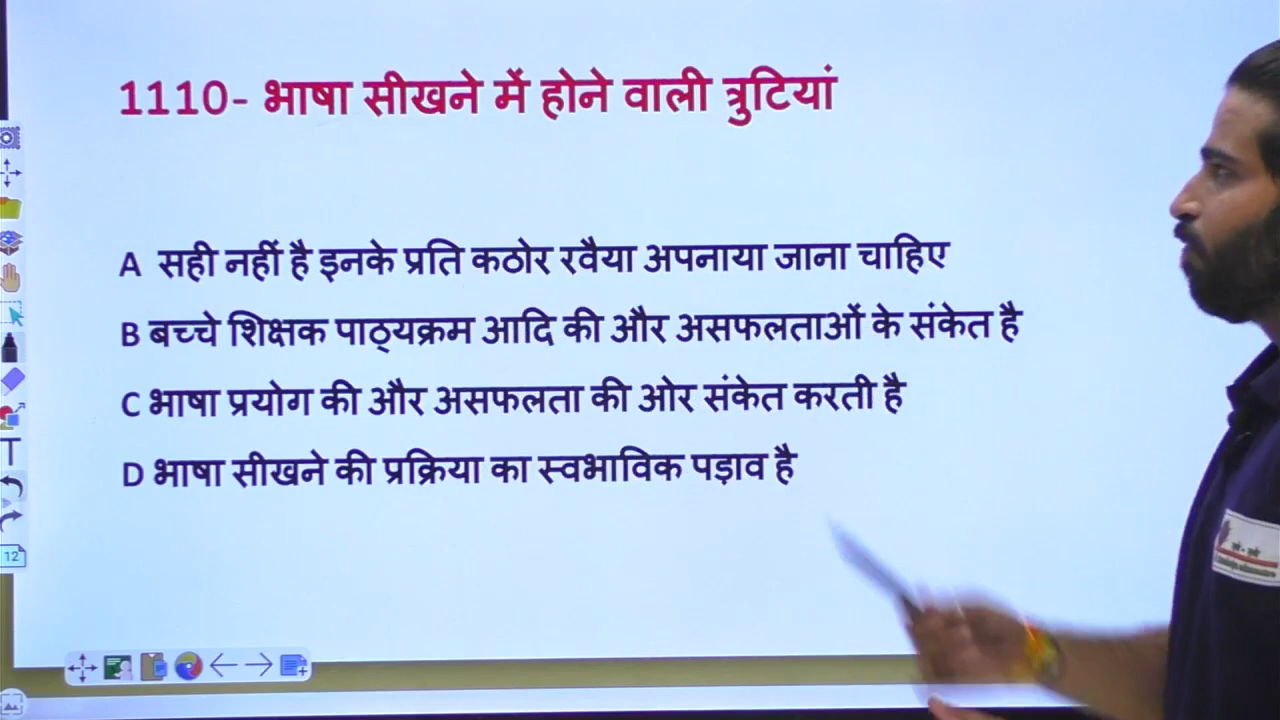 1110- भाषा सीखने में होने वाली त्रुटियां
A सही नहीं है इनके प्रति कठोर रवैया अपनाया जाना चाहिए
B बच्चे शिक्षक पाठ्यक्रम आदि की और असफलताओं के संकेत है
C भाषा प्रयोग की और असफलता की ओर संकेत करती है
D भाषा सीखने की प्रक्रिया का स्वभाविक पड़ाव है
12